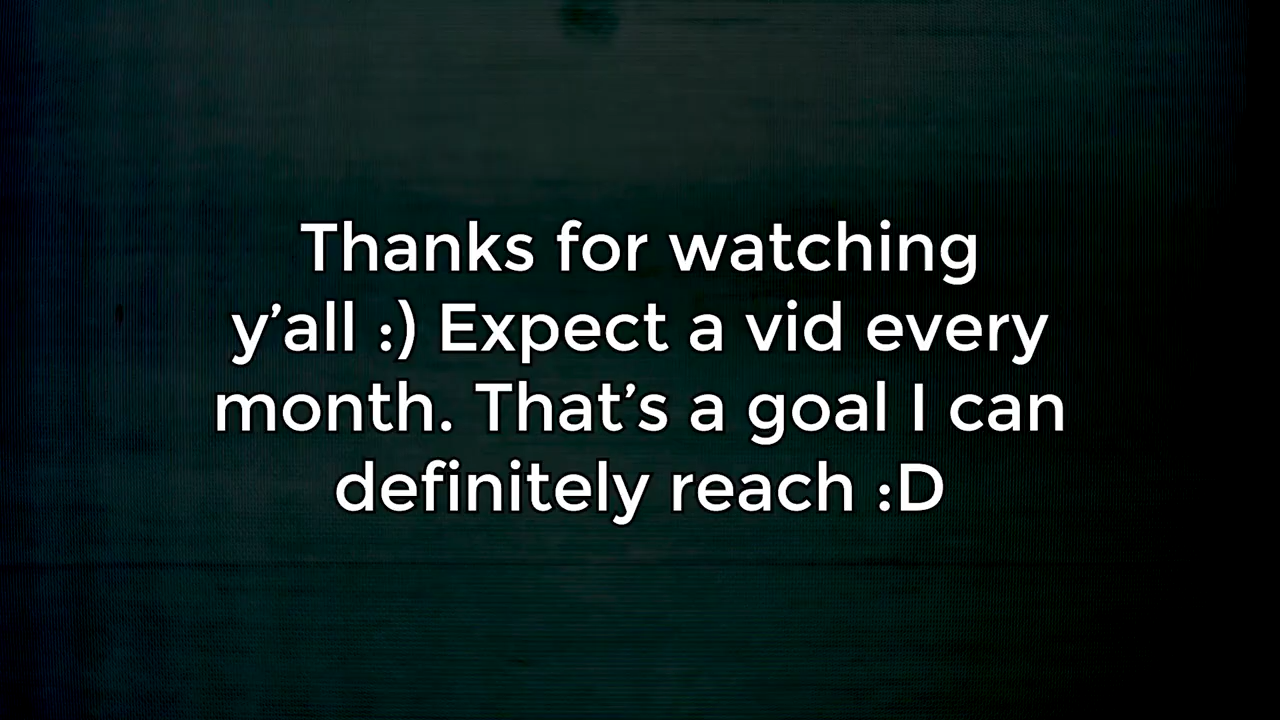 Thanks for watching
y’all :) Expect a vid every
month. That’s a goal I can
definitely reach :D